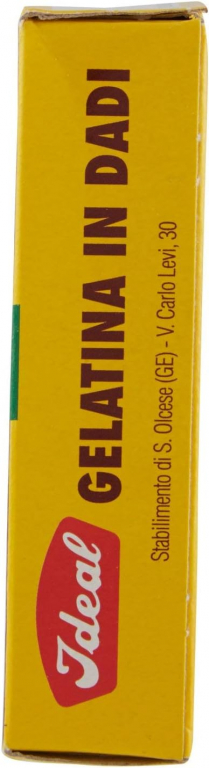 Ideal
GELATINA IN DADI
Stabilimento di S. Olcese (GE) - V. Carlo Levi, 30